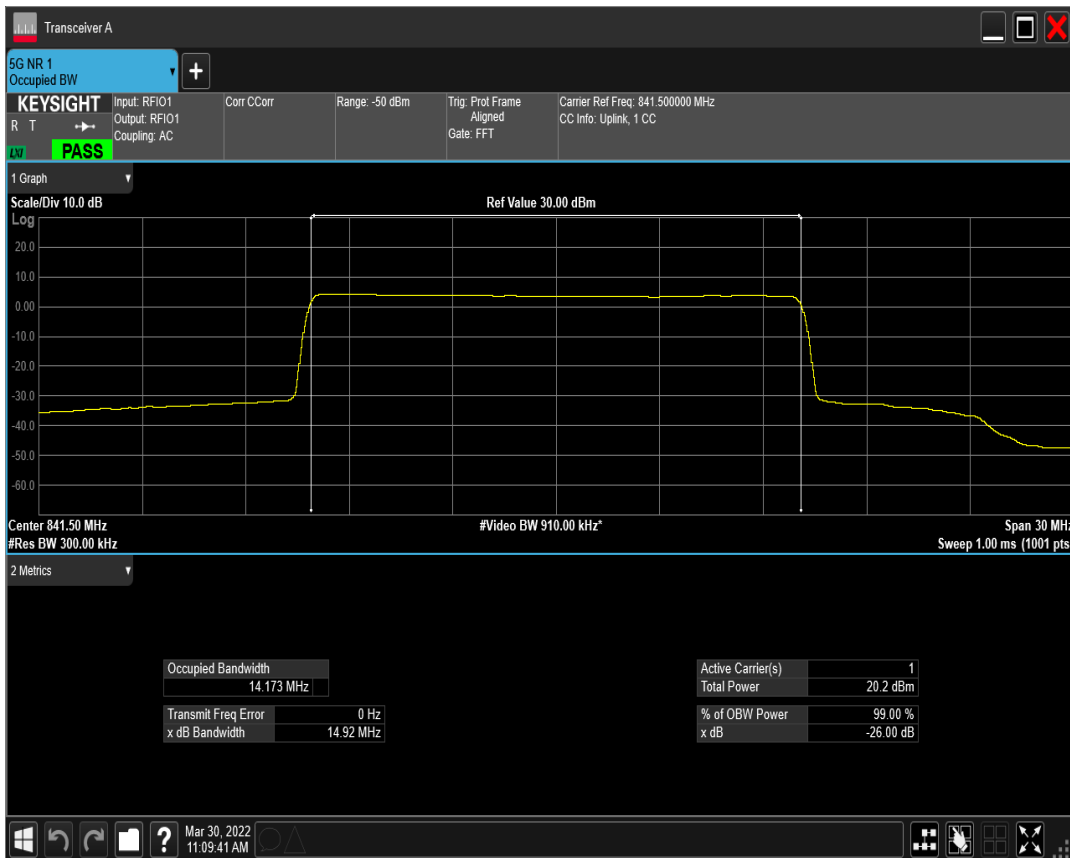 Transceiver A
5G NR 1
Occupied BW
KEYSIGHT
R T
LXI
PASS
Input: RFIO1
Output: RFIO1
Coupling: AC
Corr CCorr
Range: -50 dBm
Trig: Prot Frame
Aligned
Gate: FFT
Carrier Ref Freq: 841.500000 MHz
CC Info: Uplink, 1 CC
1 Graph
Scale/Div 10.0 dB
Ref Value 30.00 dBm
Log
20.0
10.0
0.00
-10.0
-20.0
-30.0
-40.0
-50.0
-60.0
Center 841.50 MHz
#Video BW 910.00 kHz*
Span 30 MHz
#Res BW 300.00 kHz
Sweep 1.00 ms (1001 pts
2 Metrics
Occupied Bandwidth
14.173 MHz
Transmit Freq Error 0 Hz
x dB Bandwidth 14.92 MHz
Active Carrier(s) 1
Total Power 20.2 dBm
% of OBW Power 99.00 %
x dB -26.00 dB
?
Mar 30, 2022
11:09:41 AM